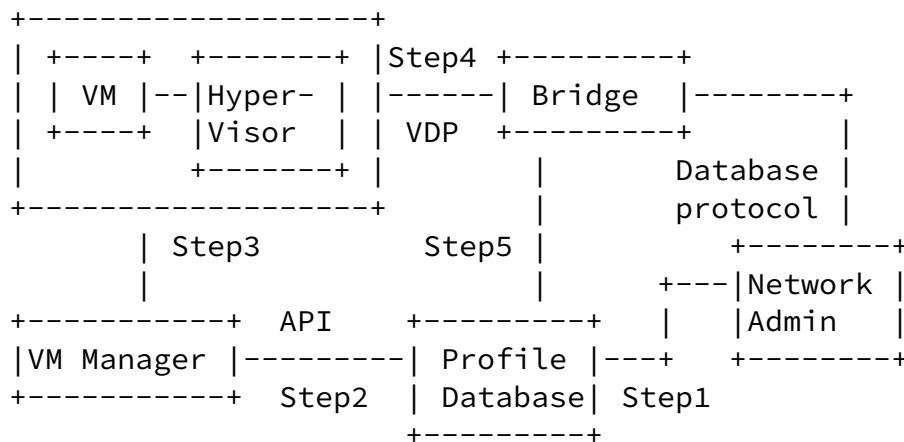 +-------------------+
| +----+ +-------+ |Step4 +---------+
| | VM |--|Hyper- | |------| Bridge |--------+
| +----+ |Visor | | VDP +---------+ |
| +-------+ | | Database |
+-------------------+ | protocol |
| Step3 Step5 | +--------+
| | +---|Network |
+-----------+ API +---------+ | |Admin |
|VM Manager |---------| Profile |---+ +--------+
+-----------+ Step2 | Database| Step1
+---------+